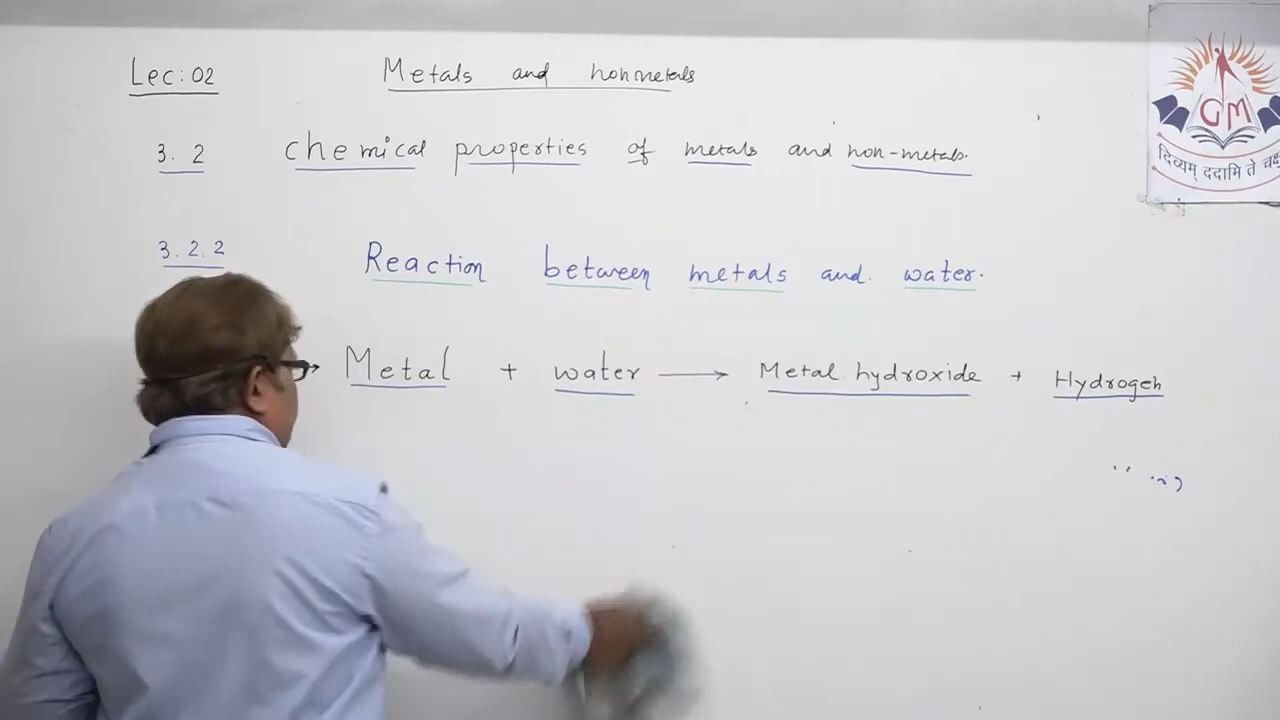 Lec: 02 Metals and nonmetals
3.2 chemical properties of metals and non-metals.
3.2.2 Reaction between metals and water.
→ Metal + water → Metal hydroxide + Hydrogen
GM
दिव्यम् ददामि ते